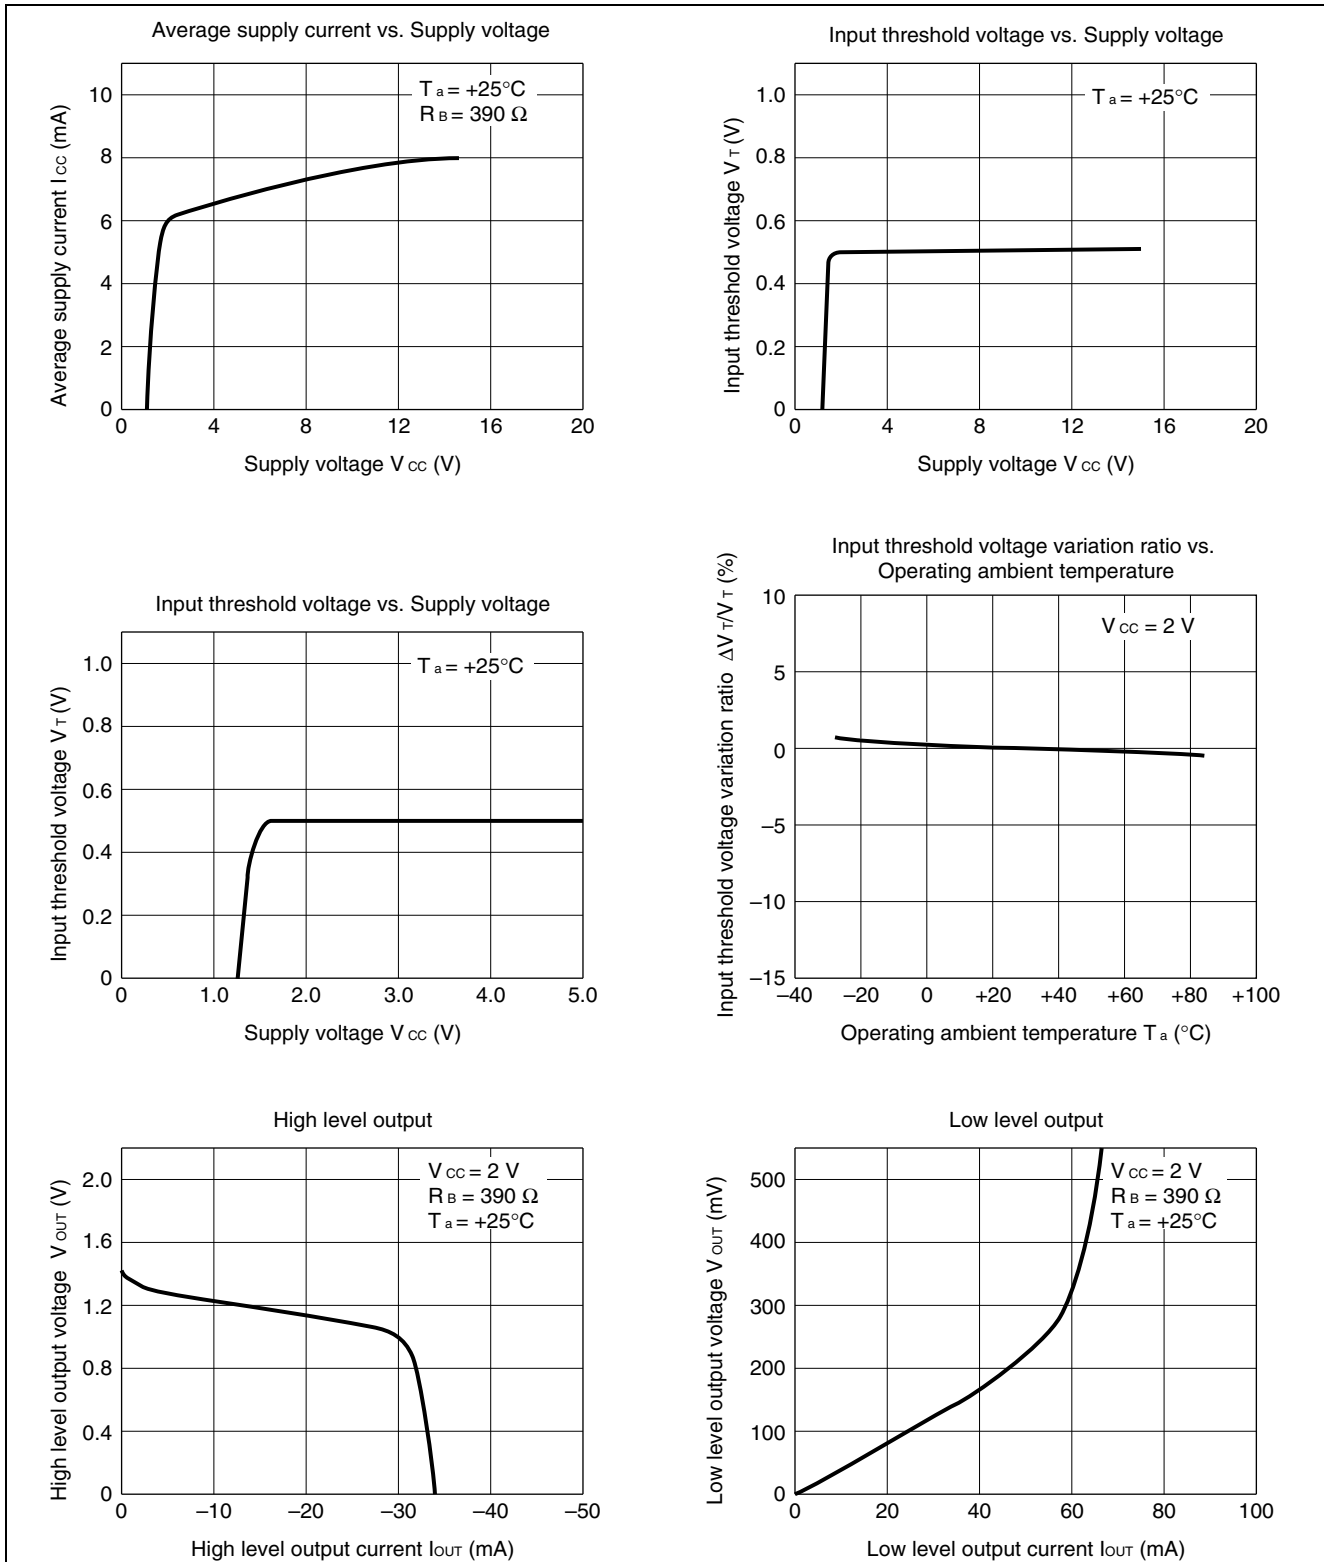 Average supply current vs. Supply voltage
Average supply current ICC (mA)
10
8
6
4
2
0
Ta = +25°C
RB = 390 Ω
0 4 8 12 16 20
Supply voltage VCC (V)
Input threshold voltage vs. Supply voltage
Input threshold voltage VT (V)
1.0
0.8
0.6
0.4
0.2
0
Ta = +25°C
0 4 8 12 16 20
Supply voltage VCC (V)
Input threshold voltage vs. Supply voltage
Input threshold voltage VT (V)
1.0
0.8
0.6
0.4
0.2
0
Ta = +25°C
0 1.0 2.0 3.0 4.0 5.0
Supply voltage VCC (V)
Input threshold voltage variation ratio vs.
Operating ambient temperature
Input threshold voltage variation ratio ΔVT/VT (%)
10
5
0
–5
–10
–15
VCC = 2 V
–40 –20 0 +20 +40 +60 +80 +100
Operating ambient temperature Ta (°C)
High level output
High level output voltage VOUT (V)
2.0
1.6
1.2
0.8
0.4
0
VCC = 2 V
RB = 390 Ω
Ta = +25°C
0 –10 –20 –30 –40 –50
High level output current IOUT (mA)
Low level output
Low level output voltage VOUT (mV)
500
400
300
200
100
0
VCC = 2 V
RB = 390 Ω
Ta = +25°C
0 20 40 60 80 100
Low level output current IOUT (mA)